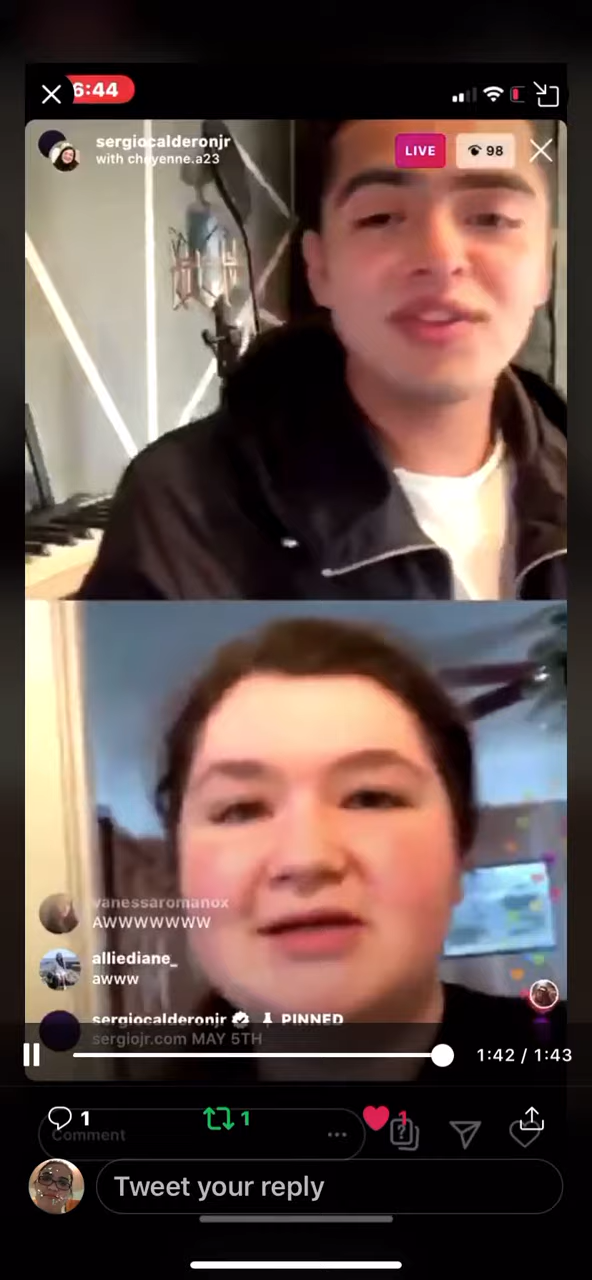 6:44
sergiocalderonjr
with cheyenne.a23
LIVE
98
vanessaromanox
AWWWWWWW
alliediane_
awww
sergiocalderonjr PINNED
sergiojr.com MAY 5TH
1:42 / 1:43
1
1
1
Comment
Tweet your reply